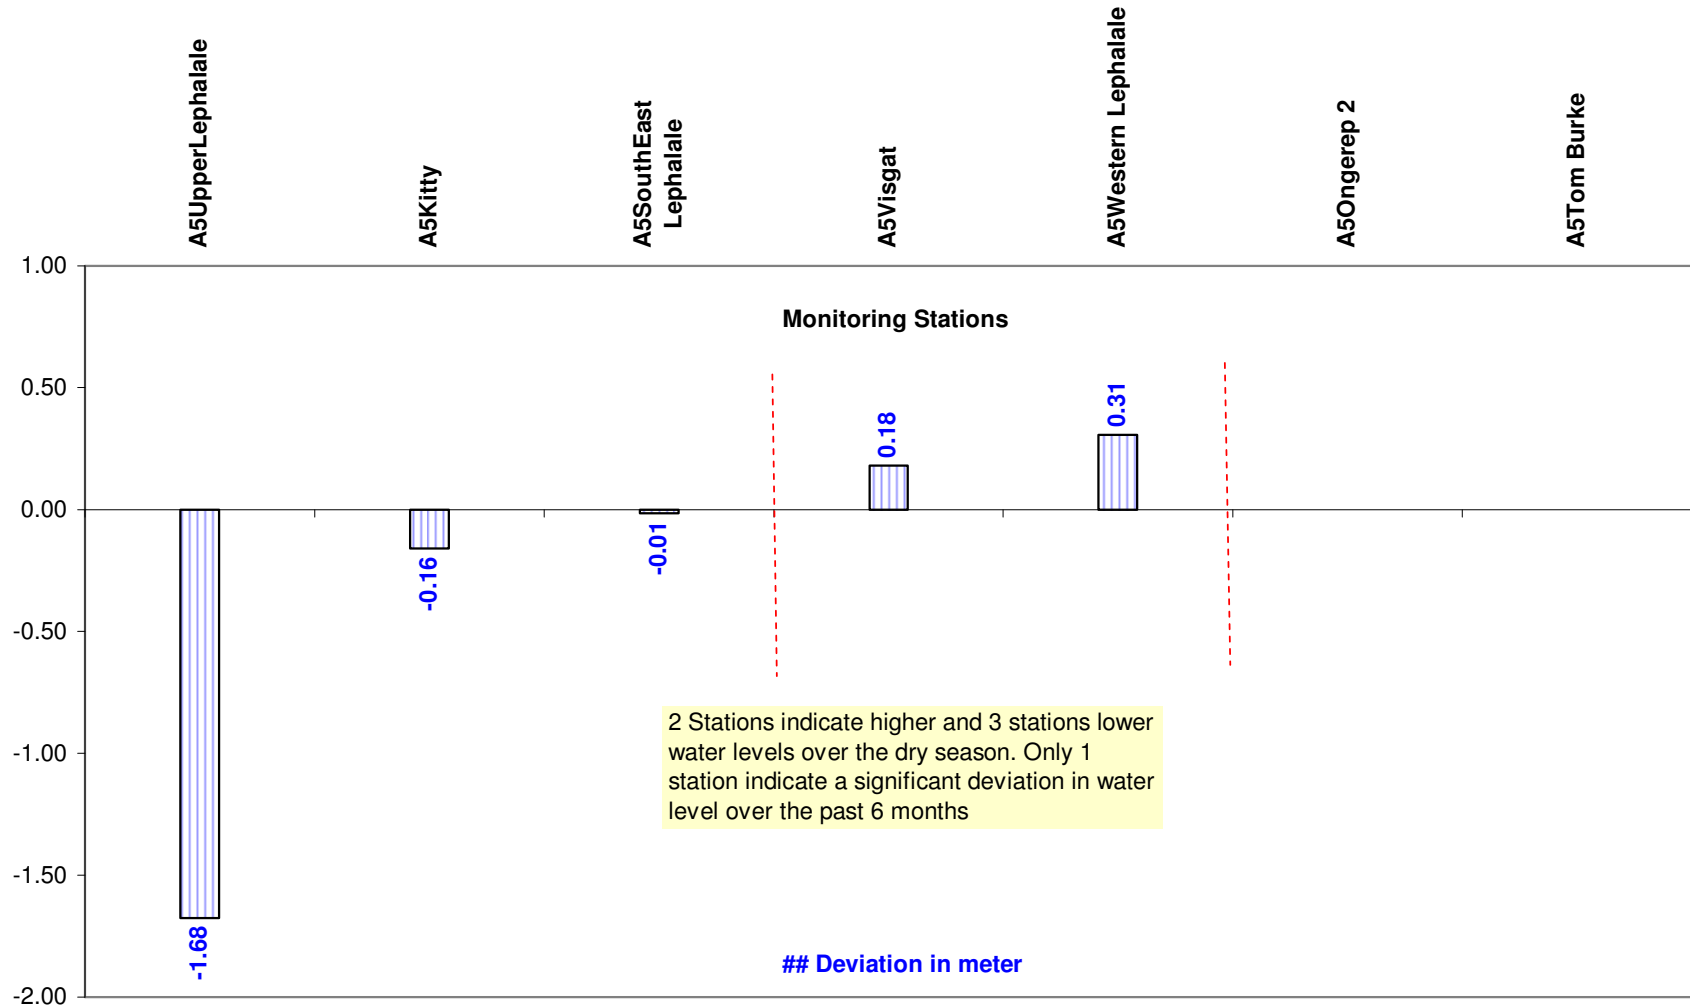 A5UpperLephalale
A5Kitty
A5SouthEast
Lephalale
A5Visgat
A5Western Lephalale
A5Ongerep 2
A5Tom Burke
1.00
Monitoring Stations
0.50
0.31
0.18
0.00
-0.01
-0.16
-0.50
2 Stations indicate higher and 3 stations lower
water levels over the dry season. Only 1
station indicate a significant deviation in water
level over the past 6 months
-1.00
-1.50
-1.68
## Deviation in meter
-2.00